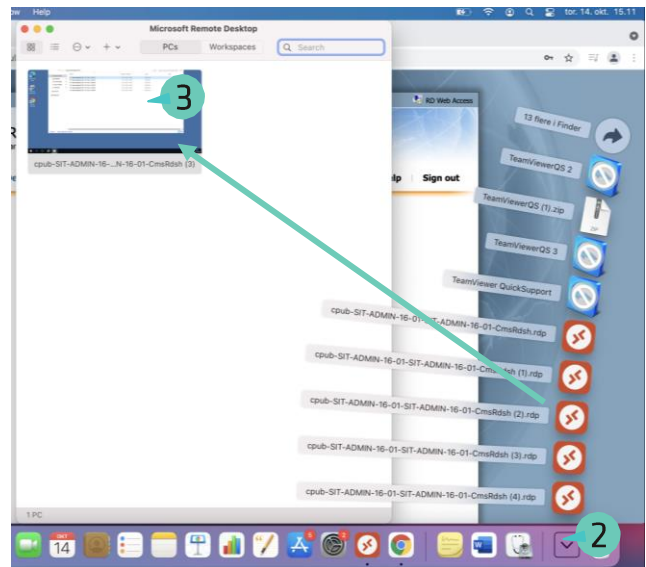 ow Help
tor. 14. okt. 15.11
Microsoft Remote Desktop
PCs
Workspaces
Search
3
cpub-SIT-ADMIN-16-...N-16-01-CmsRdsh (3)
RD Web Access
lp
Sign out
13 flere i Finder
TeamViewerQS 2
TeamViewerQS (1).zip
ZIP
TeamViewerQS 3
TeamViewer QuickSupport
cpub-SIT-ADMIN-16-01-SIT-ADMIN-16-01-CmsRdsh.rdp
cpub-SIT-ADMIN-16-01-SIT-ADMIN-16-01-CmsRdsh (1).rdp
cpub-SIT-ADMIN-16-01-SIT-ADMIN-16-01-CmsRdsh (2).rdp
cpub-SIT-ADMIN-16-01-SIT-ADMIN-16-01-CmsRdsh (3).rdp
cpub-SIT-ADMIN-16-01-SIT-ADMIN-16-01-CmsRdsh (4).rdp
1 PC
OKT
14
2